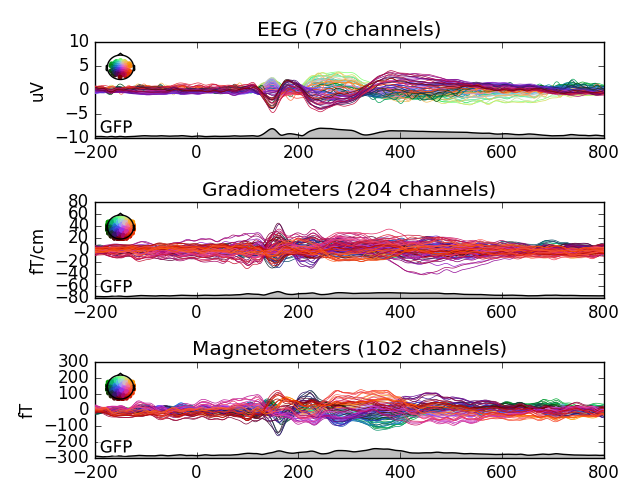 EEG (70 channels)
10
5
0
−5
−10
uV
GFP
−200 0 200 400 600 800
Gradiometers (204 channels)
80
60
40
20
0
−20
−40
−60
−80
fT/cm
GFP
−200 0 200 400 600 800
Magnetometers (102 channels)
300
200
100
0
−100
−200
−300
fT
GFP
−200 0 200 400 600 800